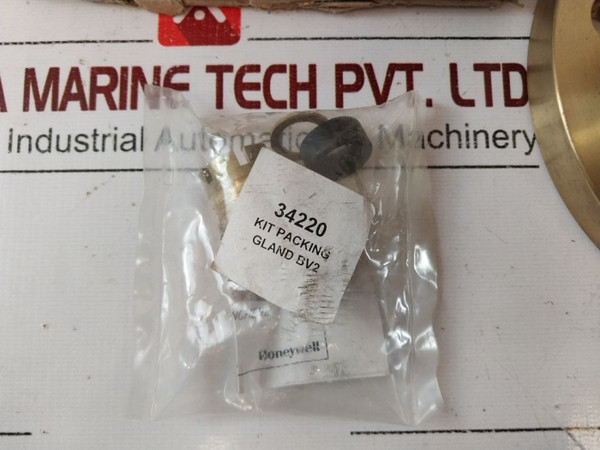 A MARINE TECH PVT. LTD
Industrial Automation & Machinery
34220
KIT PACKING
GLAND BV2
Honeywell